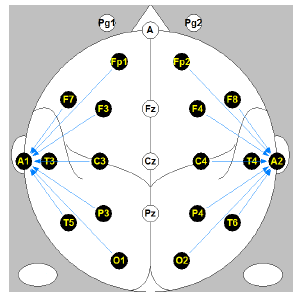 Pg1 Pg2
A
Fp1 Fp2
F7 F3 Fz F4 F8
A1 T3 C3 Cz C4 T4 A2
T5 P3 Pz P4 T6
O1 O2